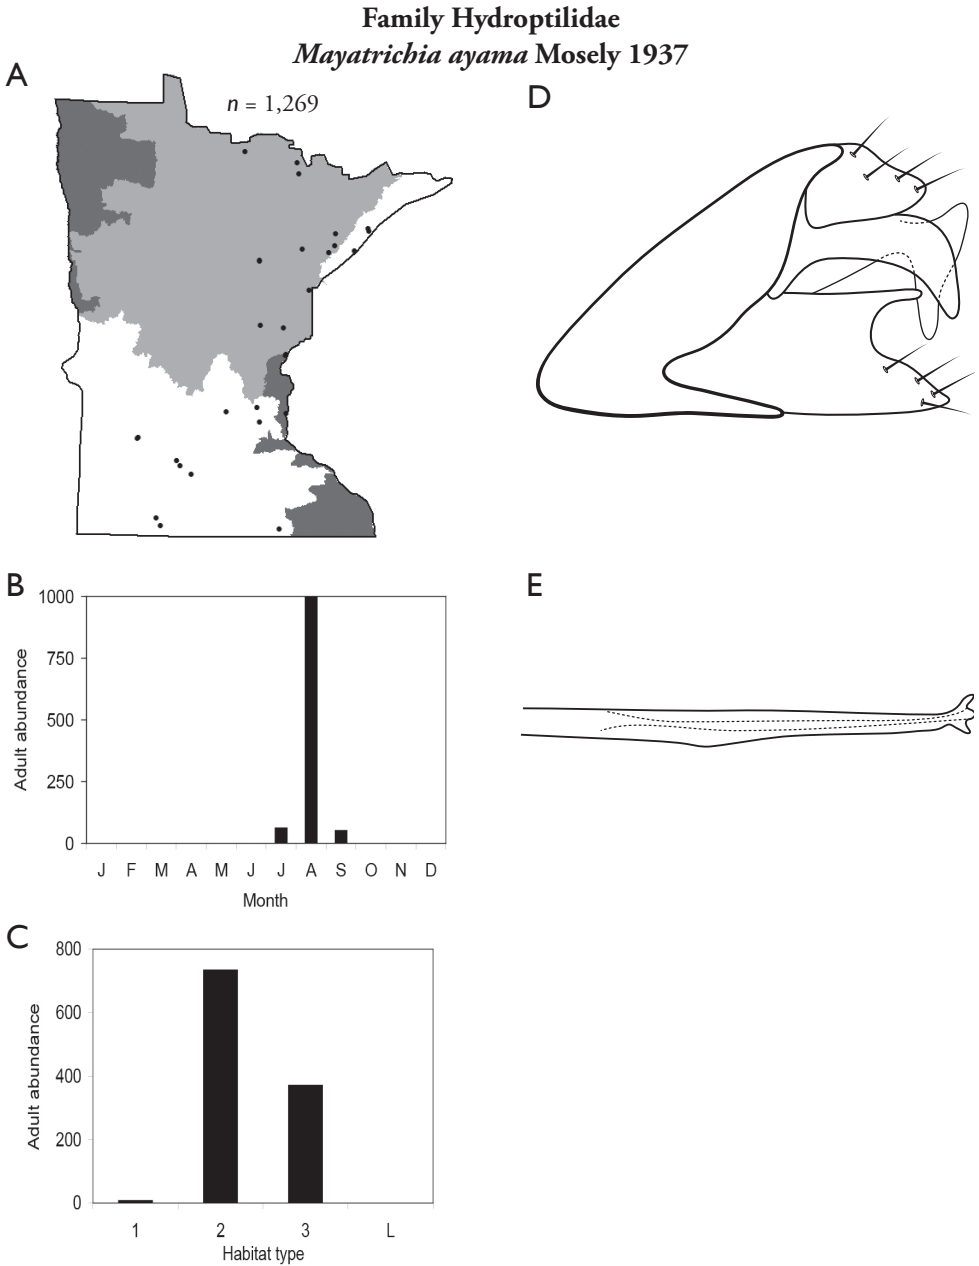 Family Hydroptilidae
Mayatrichia ayama Mosely 1937
A
n = 1,269
D
B
1000
750
500
250
0
Adult abundance
J F M A M J J A S O N D
Month
E
C
800
600
400
200
0
Adult abundance
1 2 3 L
Habitat type